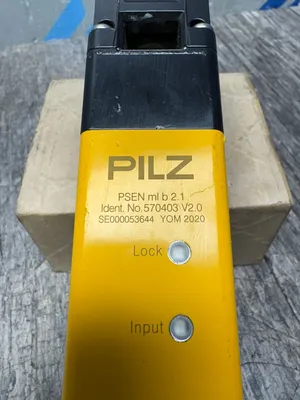 PILZ
PSEN ml b 2.1
Ident. No. 570403 V2.0
SE000053644 YOM 2020
Lock
Input